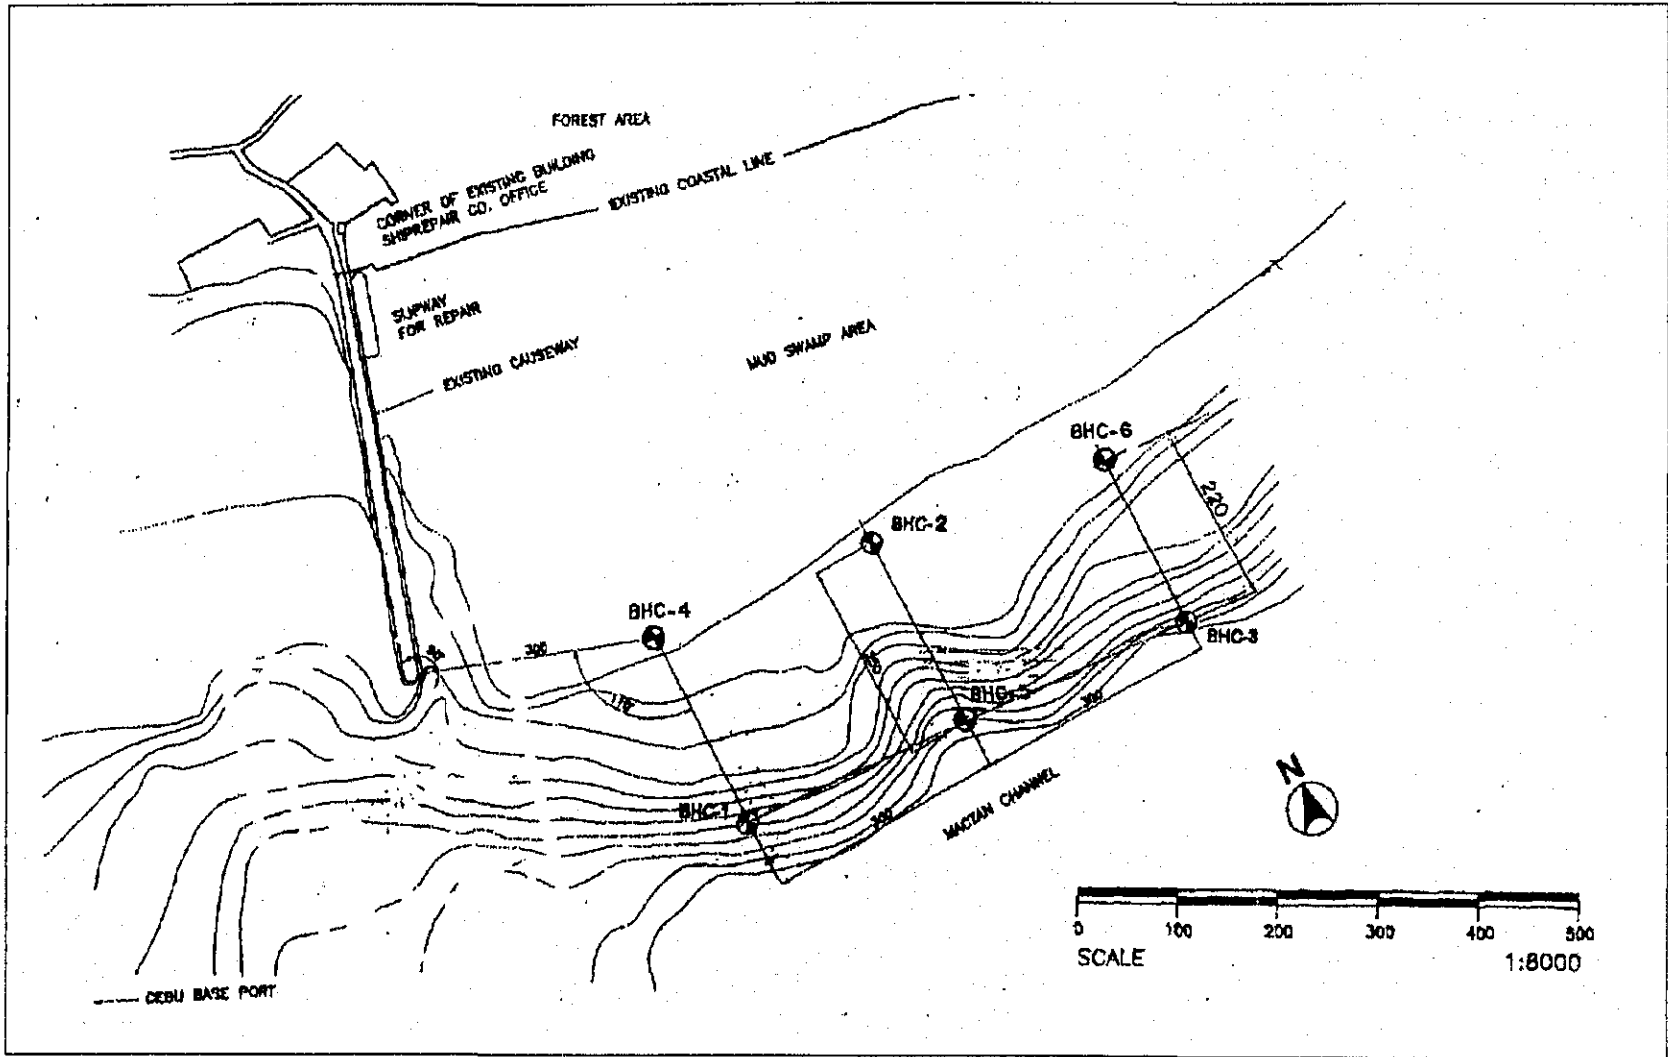 FOREST AREA
CORNER OF EXISTING BUILDING
SHIPREPAIR CO. OFFICE
EXISTING COASTAL LINE
SLIPWAY
FOR REPAIR
EXISTING CAUSEWAY
MUD SWAMP AREA
BHC-6
220
BHC-2
BHC-4
300
BHC-3
175
BHC-5
300
BHC-1
300
MACTAN CHANNEL
N
0 100 200 300 400 500
SCALE
1:6000
CEBU BASE PORT